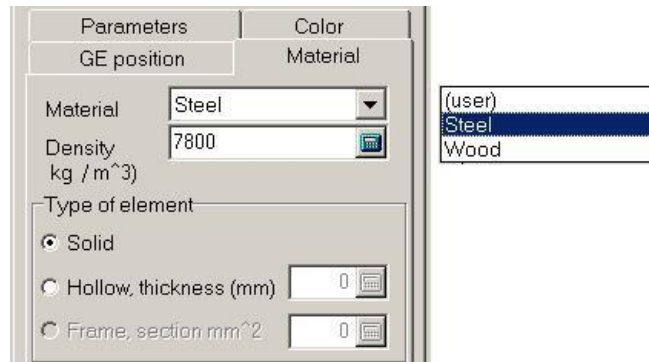 Parameters
Color
GE position
Material
Material
Steel
Density
kg / m^3)
7800
Type of element
Solid
Hollow, thickness (mm)
0
Frame, section mm^2
0
(user)
Steel
Wood